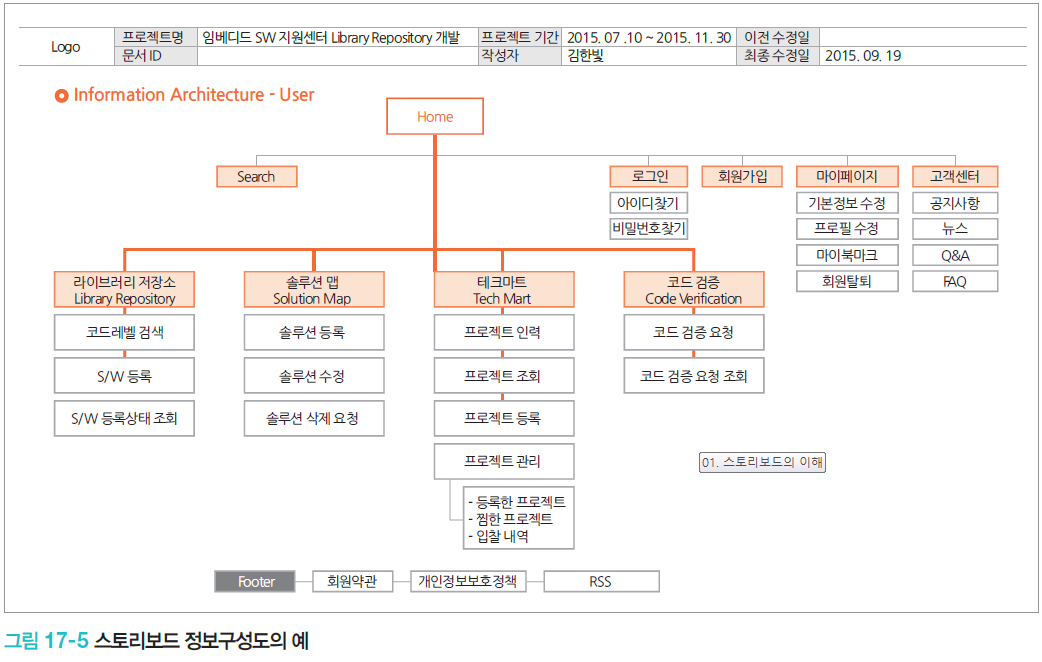 Logo
프로젝트명
임베디드 SW 지원센터 Library Repository 개발
프로젝트 기간
2015. 07 .10 ~ 2015. 11. 30
이전 수정일
문서 ID
작성자
김한빛
최종 수정일
2015. 09. 19
Information Architecture - User
Home
Search
로그인
아이디찾기
비밀번호찾기
회원가입
마이페이지
기본정보 수정
프로필 수정
마이북마크
회원탈퇴
고객센터
공지사항
뉴스
Q&A
FAQ
라이브러리 저장소
Library Repository
코드레벨 검색
S/W 등록
S/W 등록상태 조회
솔루션 맵
Solution Map
솔루션 등록
솔루션 수정
솔루션 삭제 요청
테크마트
Tech Mart
프로젝트 인력
프로젝트 조회
프로젝트 등록
프로젝트 관리
- 등록한 프로젝트
- 찜한 프로젝트
- 입찰 내역
코드 검증
Code Verification
코드 검증 요청
코드 검증 요청 조회
01. 스토리보드의 이해
Footer
회원약관
개인정보보호정책
RSS
그림 17-5 스토리보드 정보구성도의 예